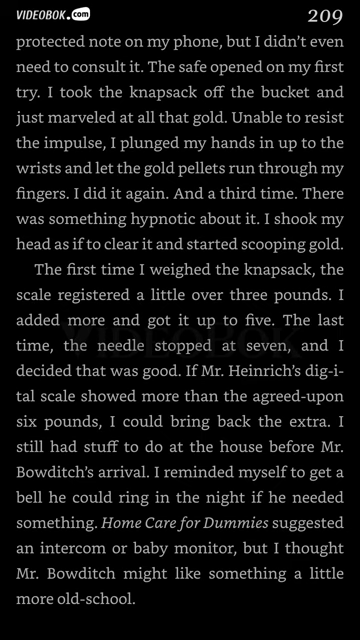 VIDEOBOK.com
209
protected note on my phone, but I didn't even
need to consult it. The safe opened on my first
try. I took the knapsack off the bucket and
just marveled at all that gold. Unable to resist
the impulse, I plunged my hands in up to the
wrists and let the gold pellets run through my
fingers. I did it again. And a third time. There
was something hypnotic about it. I shook my
head as if to clear it and started scooping gold.
The first time I weighed the knapsack, the
scale registered a little over three pounds. I
added more and got it up to five. The last
time, the needle stopped at seven, and I
decided that was good. If Mr. Heinrich's dig-i-
tal scale showed more than the agreed-upon
six pounds, I could bring back the extra. I
still had stuff to do at the house before Mr.
Bowditch's arrival. I reminded myself to get a
bell he could ring in the night if he needed
something. Home Care for Dummies suggested
an intercom or baby monitor, but I thought
Mr. Bowditch might like something a little
more old-school.
VIDEOBOK